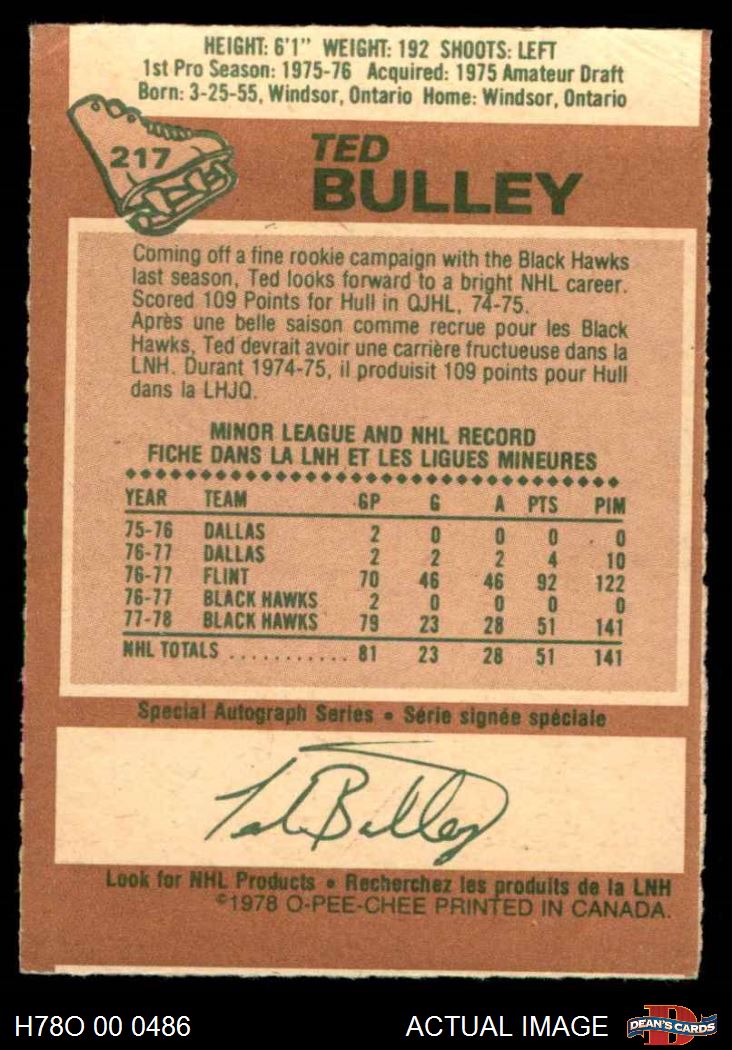 HEIGHT: 6'1" WEIGHT: 192 SHOOTS: LEFT
1st Pro Season: 1975-76 Acquired: 1975 Amateur Draft
Born: 3-25-55, Windsor, Ontario Home: Windsor, Ontario
217
TED
BULLEY
Coming off a fine rookie campaign with the Black Hawks
last season, Ted looks forward to a bright NHL career.
Scored 109 Points for Hull in QJHL, 74-75.
Après une belle saison comme recrue pour les Black
Hawks, Ted devrait avoir une carrière fructueuse dans la
LNH. Durant 1974-75, il produisit 109 points pour Hull
dans la LHJQ.
MINOR LEAGUE AND NHL RECORD
FICHE DANS LA LNH ET LES LIGUES MINEURES
YEAR TEAM GP G A PTS PIM
75-76 DALLAS 2 0 0 0 0
76-77 DALLAS 2 2 2 4 10
76-77 FLINT 70 46 46 92 122
76-77 BLACK HAWKS 2 0 0 0 0
77-78 BLACK HAWKS 79 23 28 51 141
NHL TOTALS ........... 81 23 28 51 141
Special Autograph Series • Série signée spéciale
Ted Bulley
Look for NHL Products • Recherchez les produits de la LNH
©1978 O-PEE-CHEE PRINTED IN CANADA.
H78O 00 0486 ACTUAL IMAGE DEAN'S CARDS